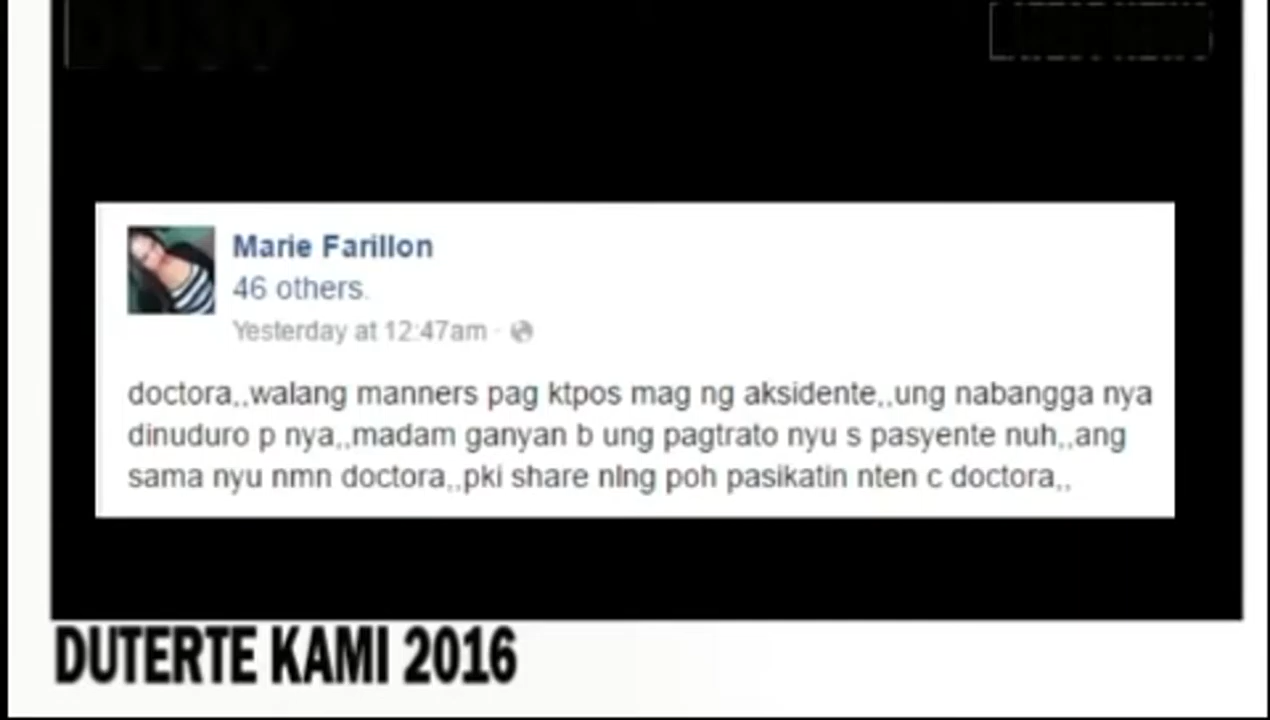 Marie Farillon
46 others.
Yesterday at 12:47am ·
doctora,,walang manners pag ktpos mag ng aksidente,,ung nabangga nya
dinuduro p nya,,madam ganyan b ung pagtrato nyu s pasyente nuh,,ang
sama nyu nmn doctora,,pki share nlng poh pasikatin nten c doctora,,
DUTERTE KAMI 2016